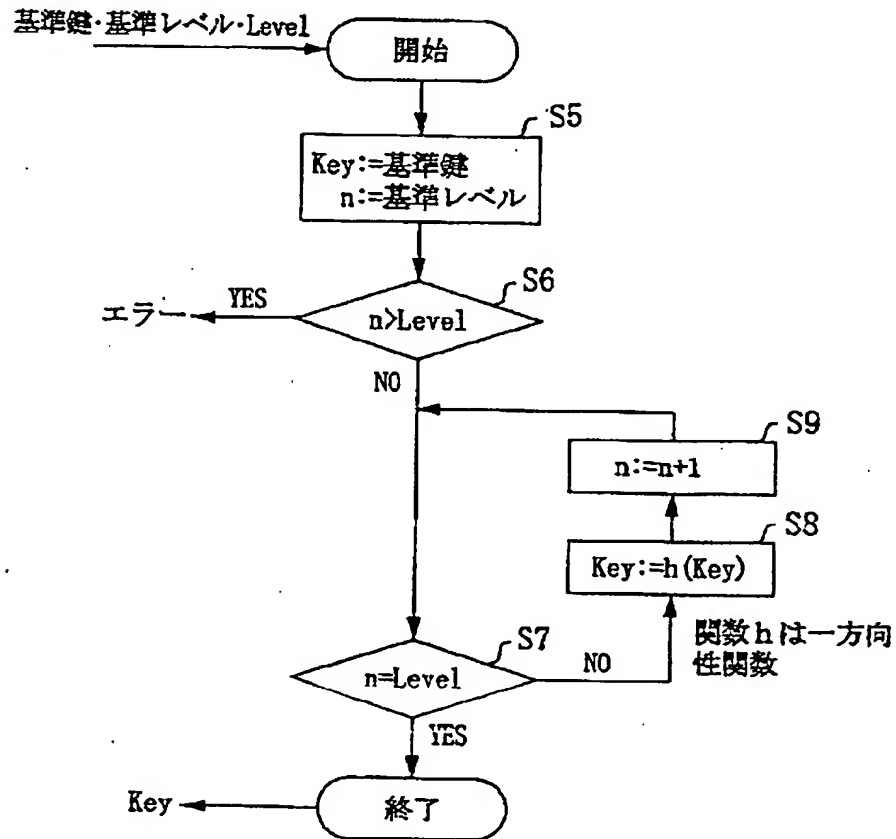 基準鍵・基準レベル・Level
開始
S5
Key:=基準鍵
n:=基準レベル
S6
n>Level
YES
エラー
NO
S9
n:=n+1
S8
Key:=h(Key)
関数hは一方向
性関数
S7
n=Level
NO
YES
終了
Key